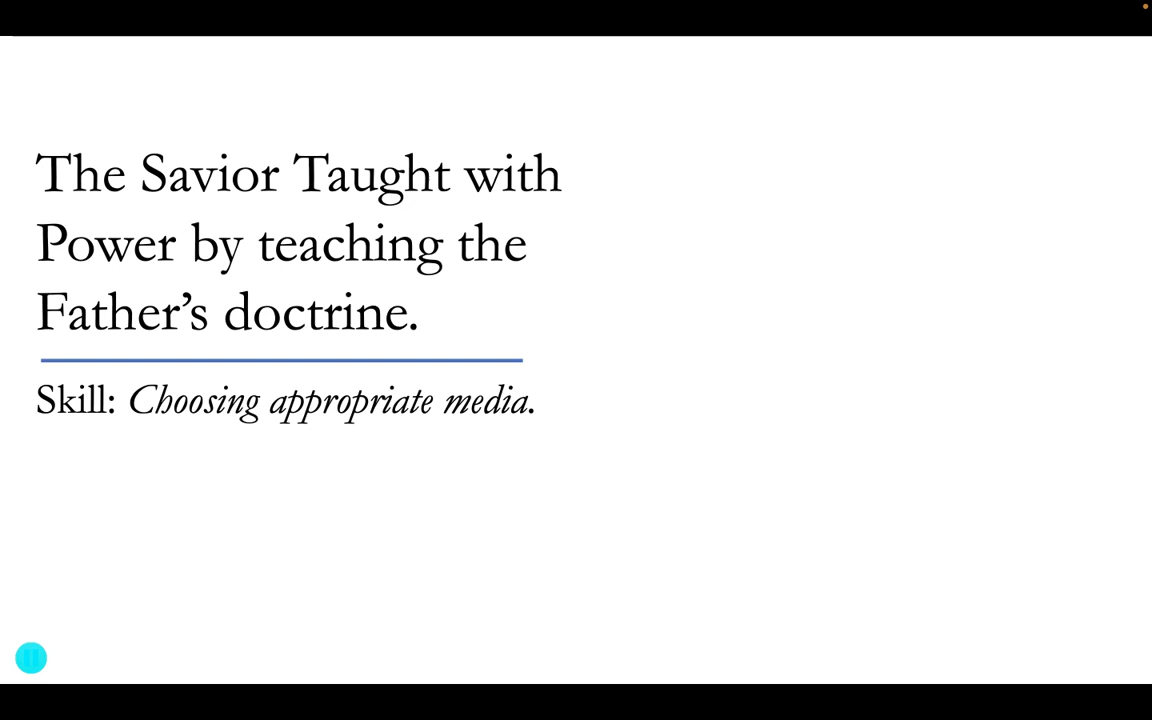 The Savior Taught with
Power by teaching the
Father’s doctrine.
Skill: Choosing appropriate media.